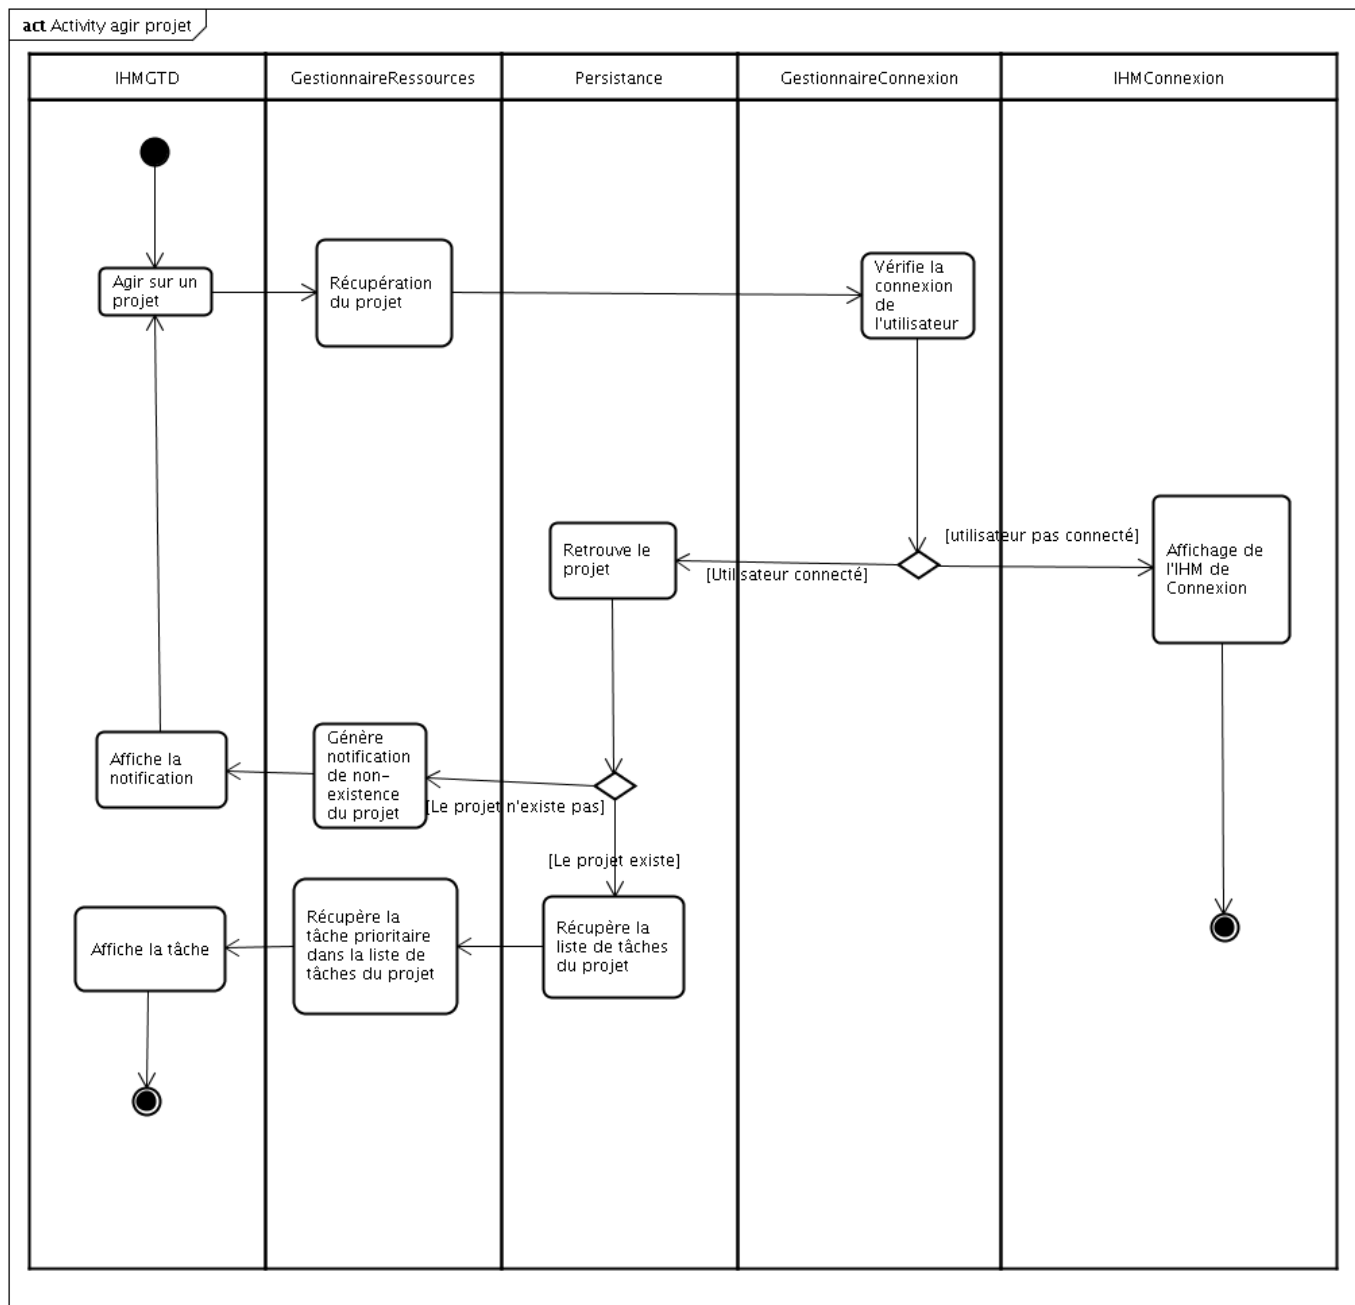 act Activity agir projet
IHMGTD
GestionnaireRessources
Persistance
GestionnaireConnexion
IHMConnexion
Agir sur un
projet
Récupération
du projet
Vérifie la
connexion
de
l'utilisateur
Retrouve le
projet
[Utilisateur connecté]
[utilisateur pas connecté]
Affichage de
l'IHM de
Connexion
Affiche la
notification
Génère
notification
de non-
existence
du projet
[Le projet n'existe pas]
[Le projet existe]
Affiche la tâche
Récupère la
tâche prioritaire
dans la liste de
tâches du projet
Récupère la
liste de tâches
du projet